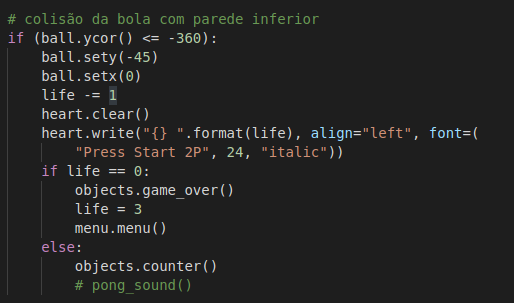 # colisão da bola com parede inferior
if (ball.ycor() <= -360):
    ball.sety(-45)
    ball.setx(0)
    life -= 1
    heart.clear()
    heart.write("{} ".format(life), align="left", font=(
        "Press Start 2P", 24, "italic"))
    if life == 0:
        objects.game_over()
        life = 3
        menu.menu()
    else:
        objects.counter()
        # pong_sound()